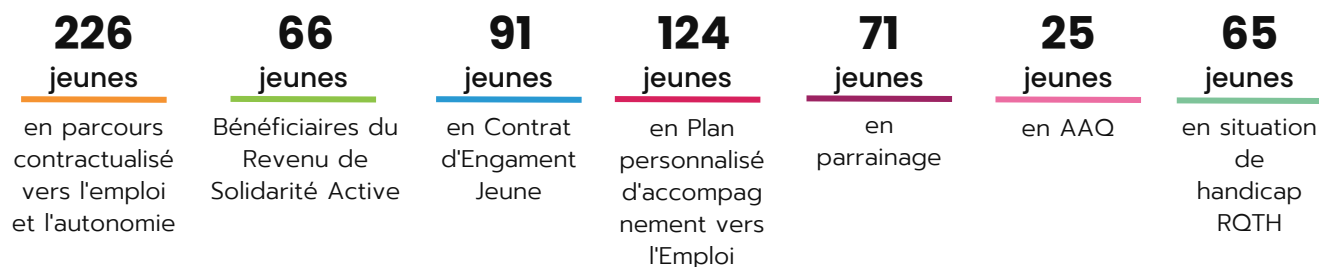 226
jeunes
en parcours
contractualisé
vers l'emploi
et l'autonomie
66
jeunes
Bénéficiaires du
Revenu de
Solidarité Active
91
jeunes
en Contrat
d'Engament
Jeune
124
jeunes
en Plan
personnalisé
d'accompag
nement vers
l'Emploi
71
jeunes
en
parrainage
25
jeunes
en AAQ
65
jeunes
en situation
de
handicap
RQTH